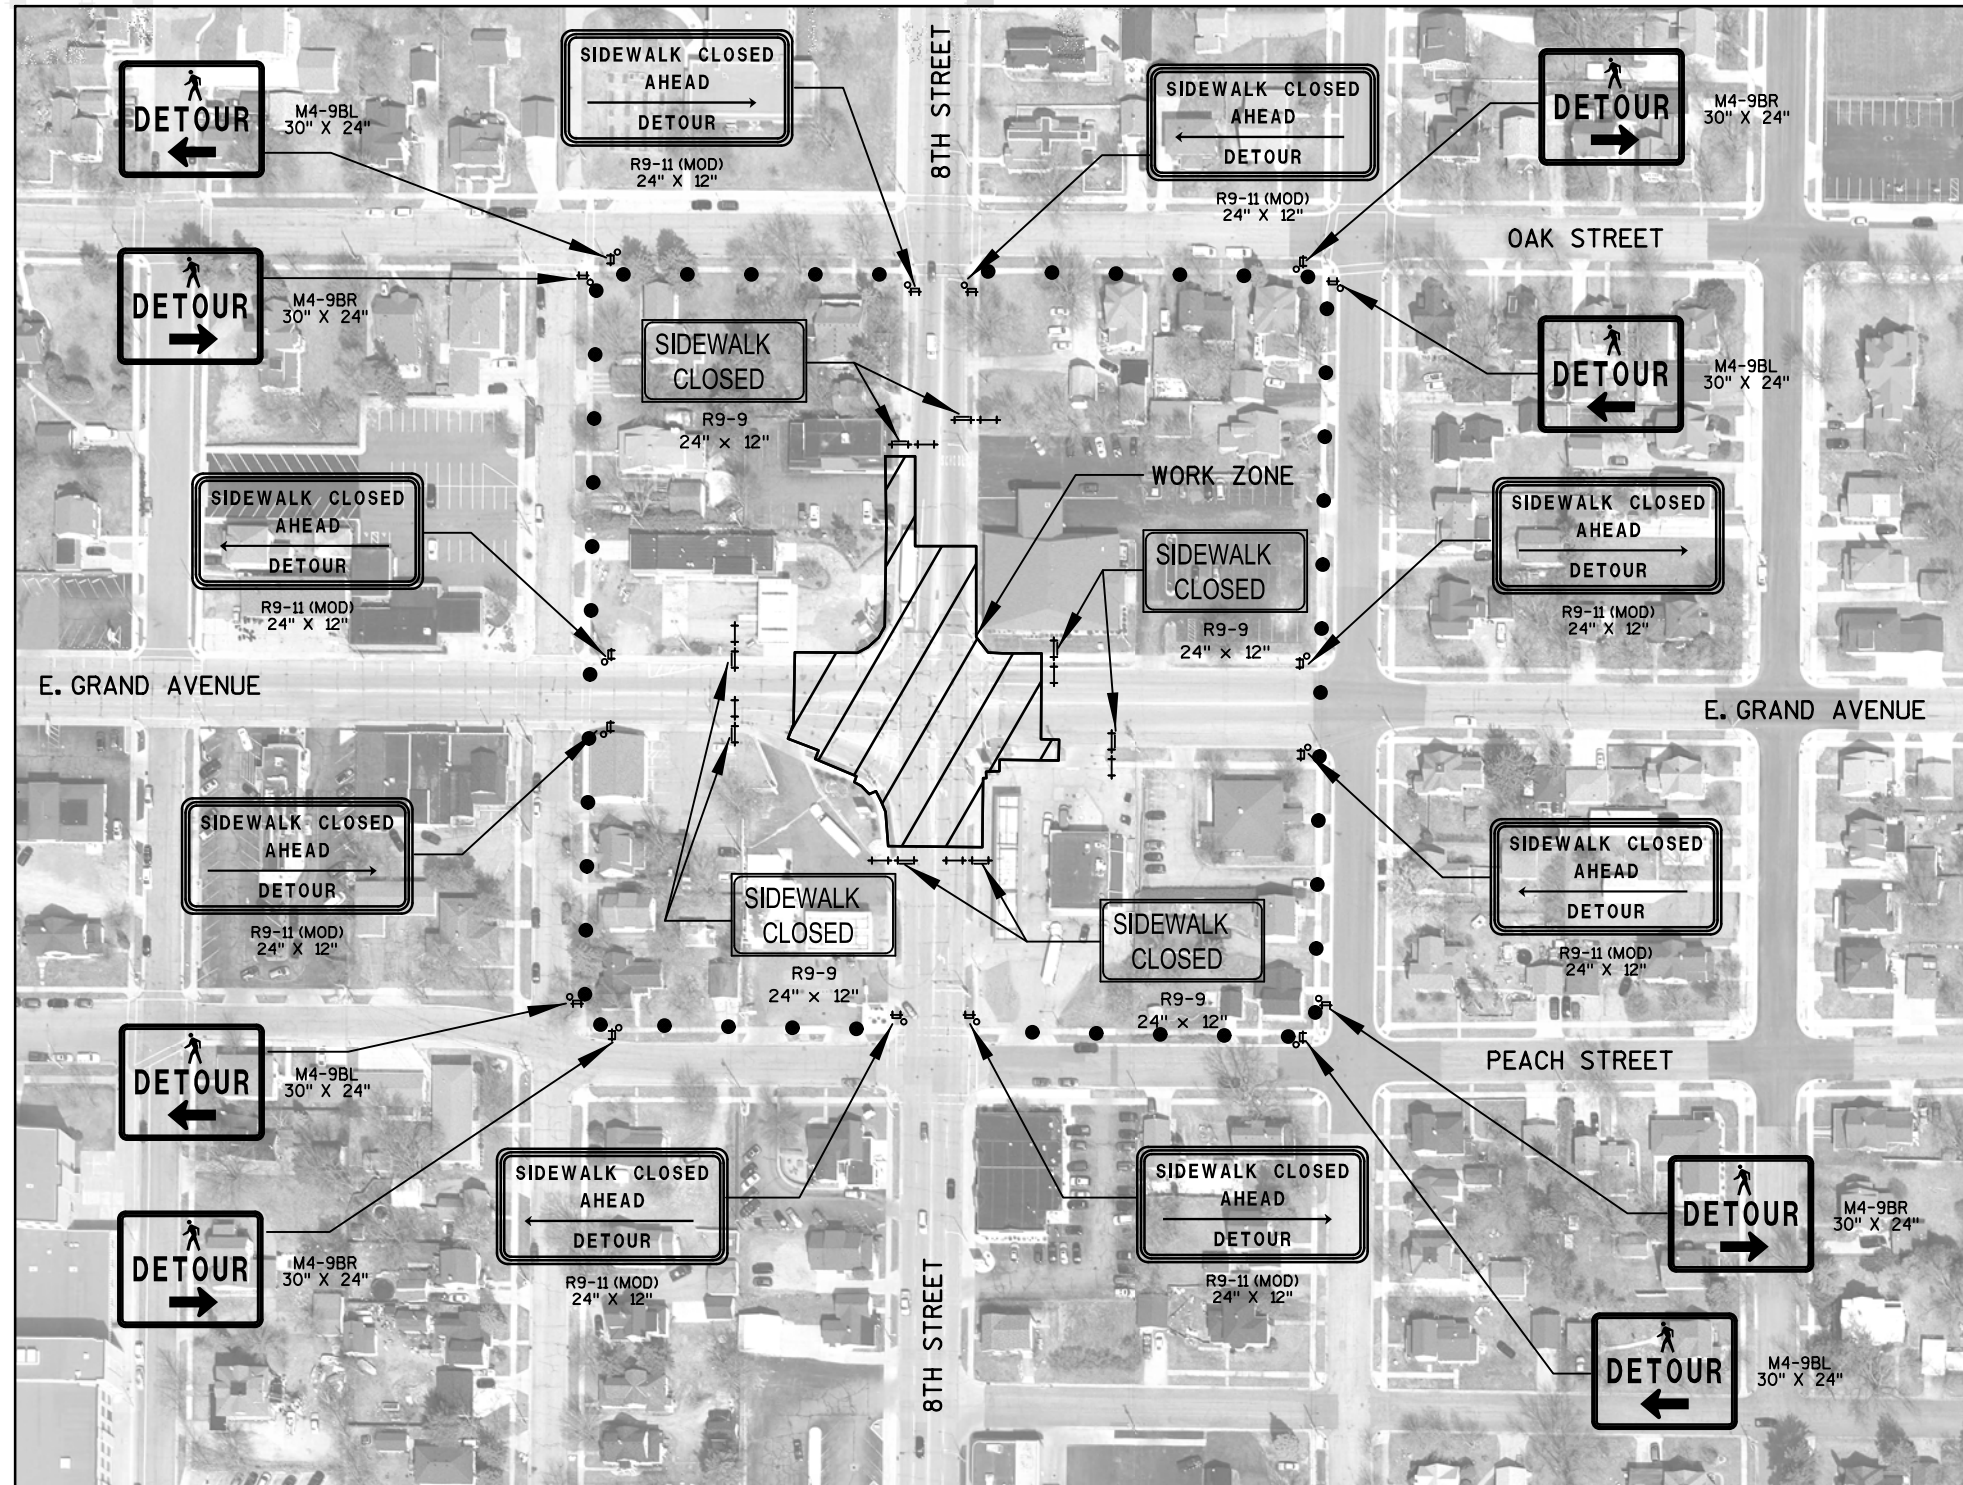 8TH STREET
SIDEWALK CLOSED
AHEAD
DETOUR
R9-11 (MOD)
24" X 12"
DETOUR
M4-9BL
30" X 24"
SIDEWALK CLOSED
AHEAD
DETOUR
R9-11 (MOD)
24" X 12"
DETOUR
M4-9BR
30" X 24"
OAK STREET
DETOUR
M4-9BR
30" X 24"
SIDEWALK
CLOSED
R9-9
24" x 12"
DETOUR
M4-9BL
30" X 24"
WORK ZONE
SIDEWALK CLOSED
AHEAD
DETOUR
R9-11 (MOD)
24" X 12"
SIDEWALK
CLOSED
R9-9
24" x 12"
SIDEWALK CLOSED
AHEAD
DETOUR
R9-11 (MOD)
24" X 12"
E. GRAND AVENUE
E. GRAND AVENUE
SIDEWALK CLOSED
AHEAD
DETOUR
R9-11 (MOD)
24" X 12"
SIDEWALK
CLOSED
R9-9
24" x 12"
SIDEWALK
CLOSED
R9-9
24" x 12"
SIDEWALK CLOSED
AHEAD
DETOUR
R9-11 (MOD)
24" X 12"
DETOUR
M4-9BL
30" X 24"
PEACH STREET
DETOUR
M4-9BR
30" X 24"
SIDEWALK CLOSED
AHEAD
DETOUR
R9-11 (MOD)
24" X 12"
8TH STREET
SIDEWALK CLOSED
AHEAD
DETOUR
R9-11 (MOD)
24" X 12"
DETOUR
M4-9BR
30" X 24"
DETOUR
M4-9BL
30" X 24"